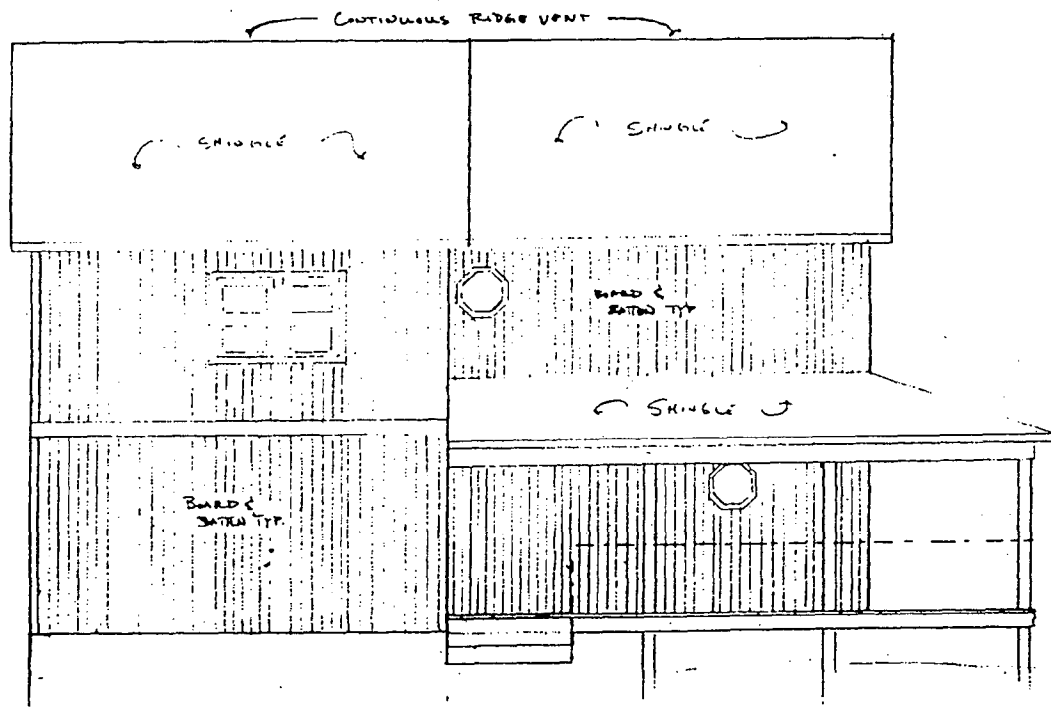 CONTINUOUS RIDGE VENT
SHINGLE
SHINGLE
BOARD &
BATTEN TYP
SHINGLE
BOARD &
BATTEN TYP.